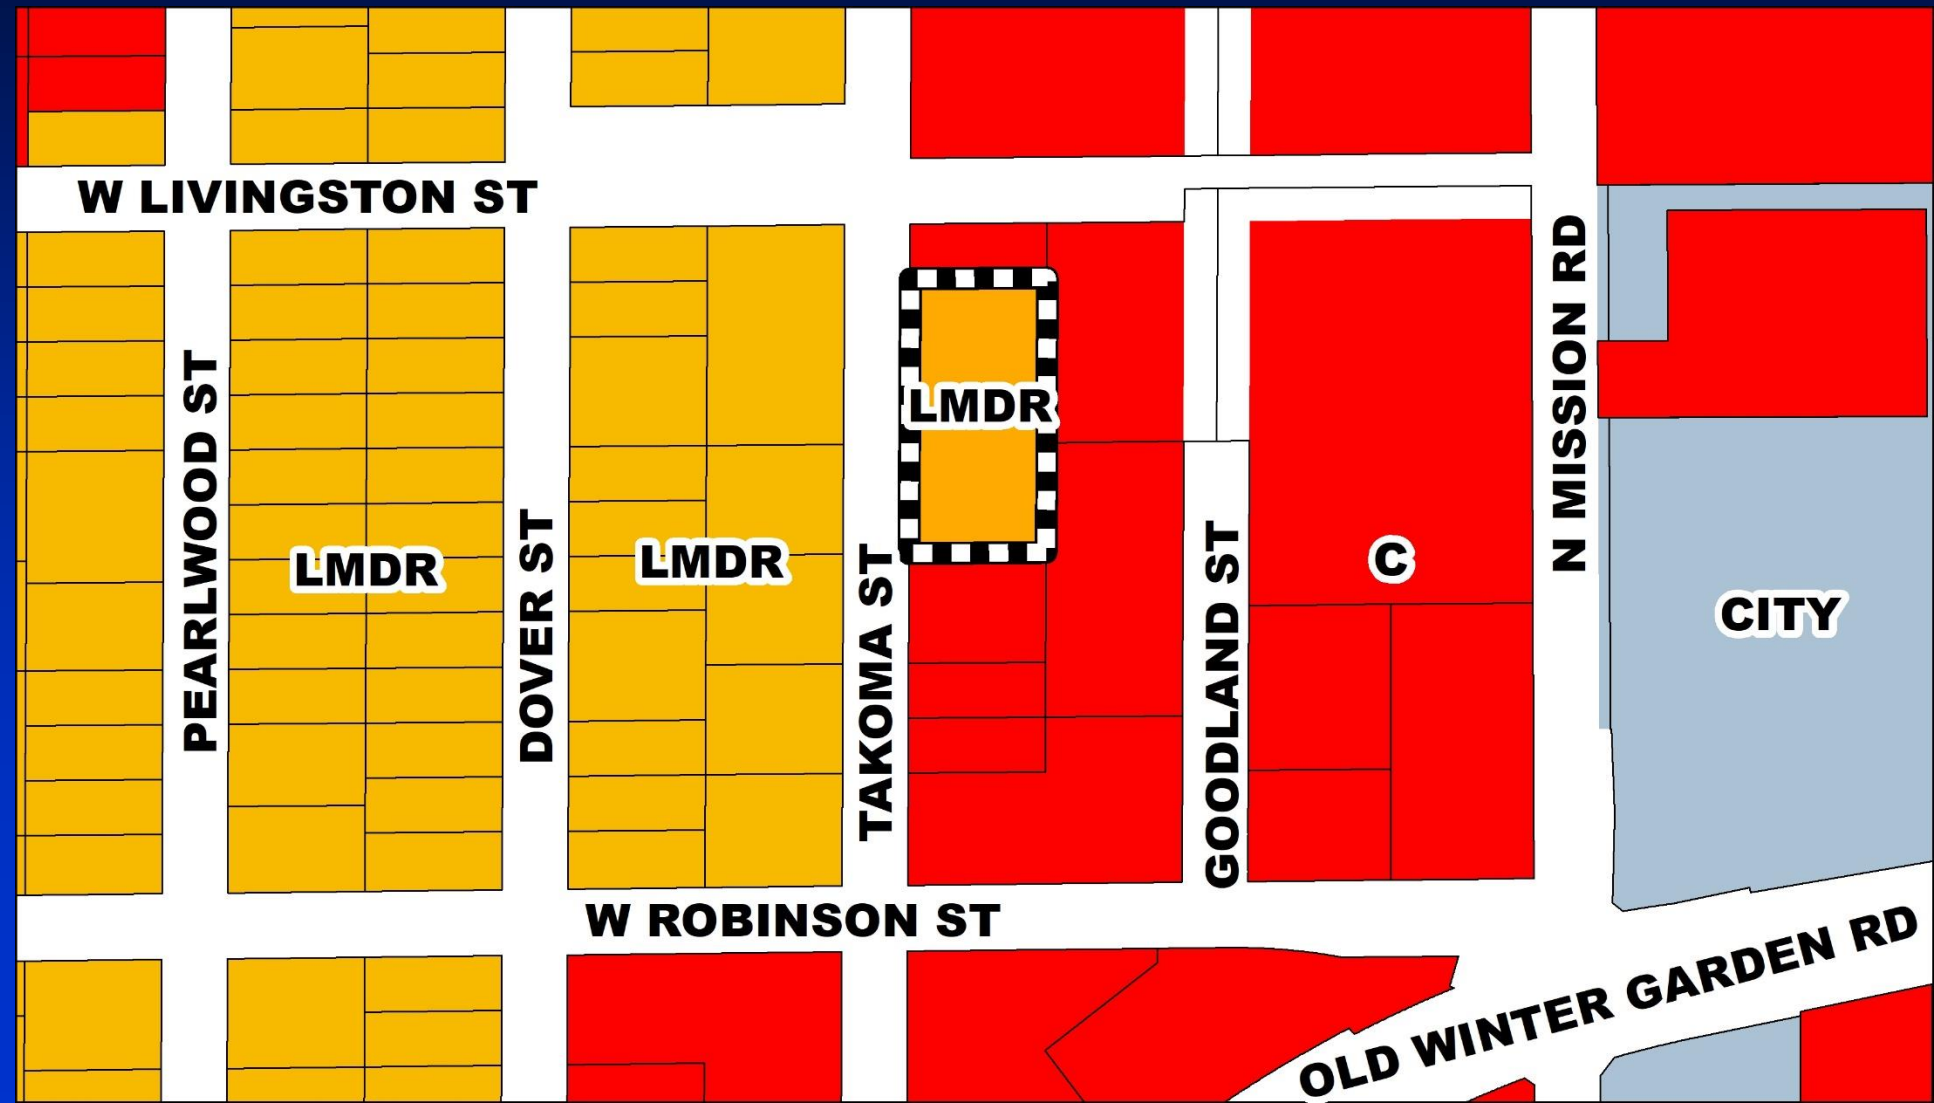 W LIVINGSTON ST
PEARLWOOD ST
LMDR
DOVER ST
LMDR
TAKOMA ST
LMDR
GOODLAND ST
C
N MISSION RD
CITY
W ROBINSON ST
OLD WINTER GARDEN RD